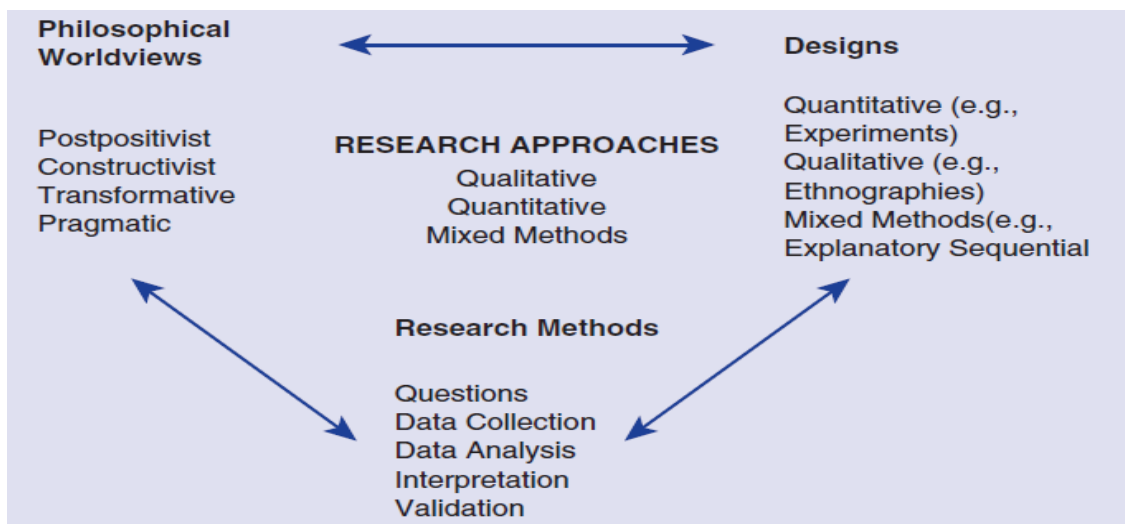 Philosophical
Worldviews
Postpositivist
Constructivist
Transformative
Pragmatic
RESEARCH APPROACHES
Qualitative
Quantitative
Mixed Methods
Designs
Quantitative (e.g.,
Experiments)
Qualitative (e.g.,
Ethnographies)
Mixed Methods(e.g.,
Explanatory Sequential
Research Methods
Questions
Data Collection
Data Analysis
Interpretation
Validation